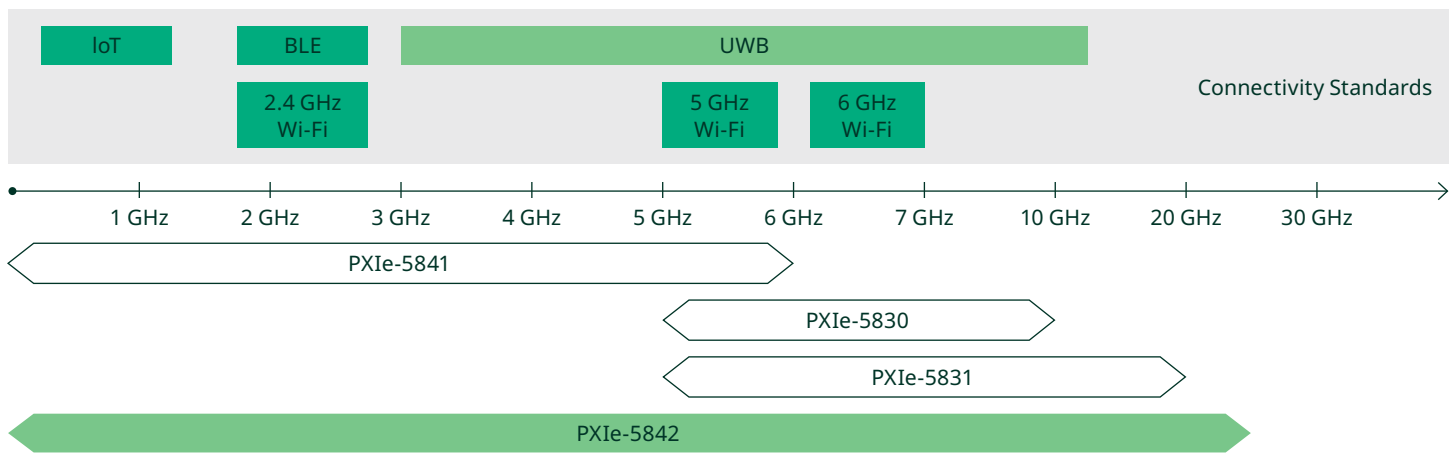 IoT
BLE
UWB
2.4 GHz
Wi-Fi
5 GHz
Wi-Fi
6 GHz
Wi-Fi
Connectivity Standards
1 GHz
2 GHz
3 GHz
4 GHz
5 GHz
6 GHz
7 GHz
10 GHz
20 GHz
30 GHz
PXIe-5841
PXIe-5830
PXIe-5831
PXIe-5842